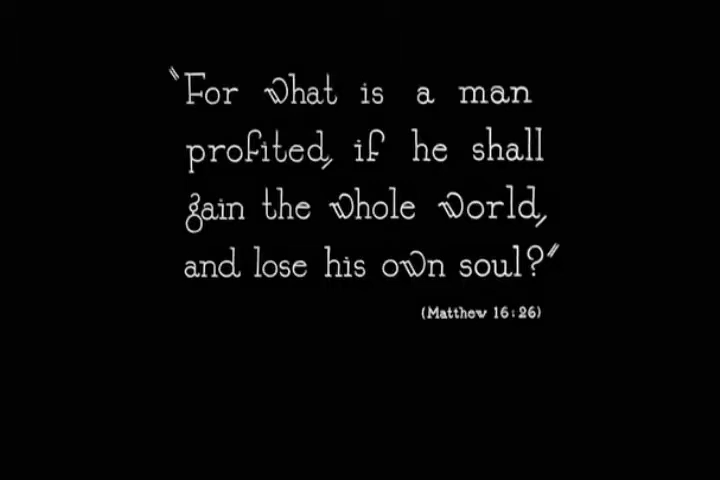 "For what is a man
profited, if he shall
gain the whole world,
and lose his own soul?"
(Matthew 16:26)